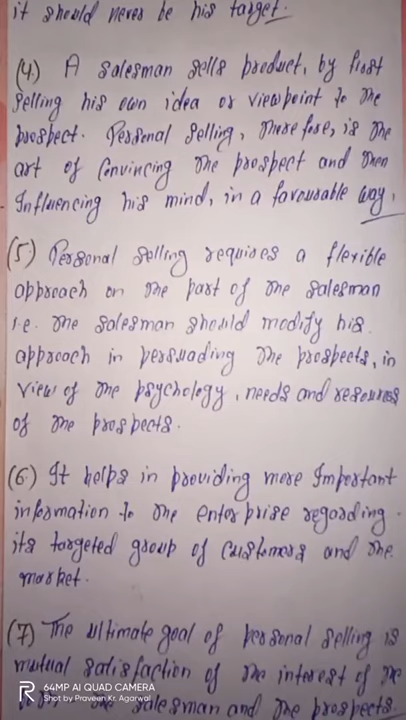 it should never be his target.
(4.) A salesman sells product, by first
selling his own idea or viewpoint to the
prospect. Personal selling, therefore, is the
art of Convincing the prospect and then
Influencing his mind, in a favourable way,
(5) Personal selling requires a flexible
approach on the part of the salesman
i.e. the salesman should modify his
approach in persuading the prospects, in
view of the psychology, needs and resources
of the prospects.
(6.) It helps in providing more Important
information to the enterprise regarding
its targeted group of customers and the
market.
(7) The ultimate goal of personal selling is
mutual satisfaction of the interest of the
the salesman and the prospects.
64MP AI QUAD CAMERA
Shot by Praveen Kr. Agarwal